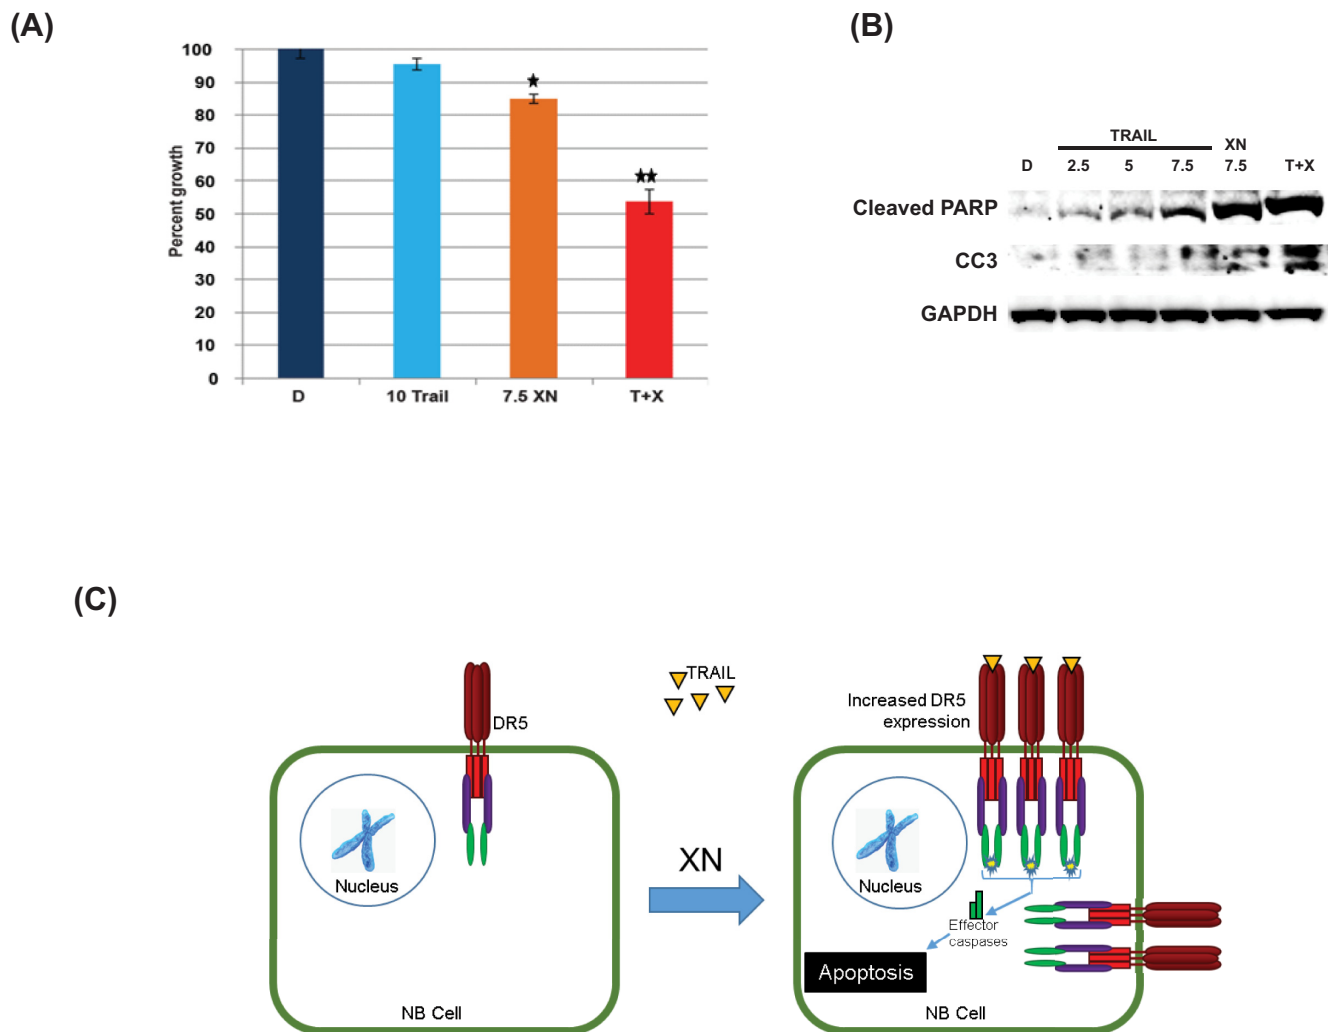 (A)
100
90
80
70
60
50
40
30
20
10
0
Percent growth
D 10 Trail 7.5 XN T+X
(B)
TRAIL XN
D 2.5 5 7.5 7.5 T+X
Cleaved PARP
CC3
GAPDH
(C)
DR5
Nucleus
NB Cell
TRAIL
XN
Increased DR5
expression
Nucleus
Effector
caspases
Apoptosis
NB Cell